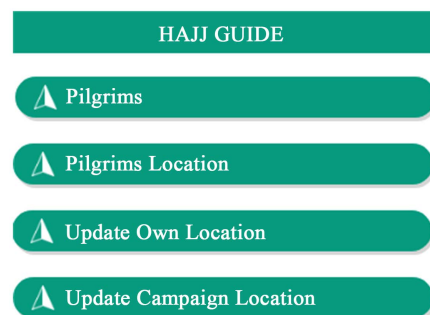 HAJJ GUIDE
Pilgrims
Pilgrims Location
Update Own Location
Update Campaign Location